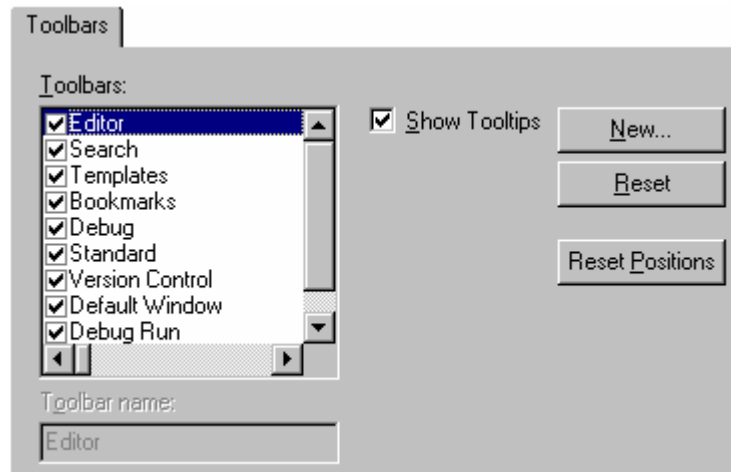 Toolbars
Toolbars:
Editor
Search
Templates
Bookmarks
Debug
Standard
Version Control
Default Window
Debug Run
Show Tooltips
New...
Reset
Reset Positions
Toolbar name:
Editor